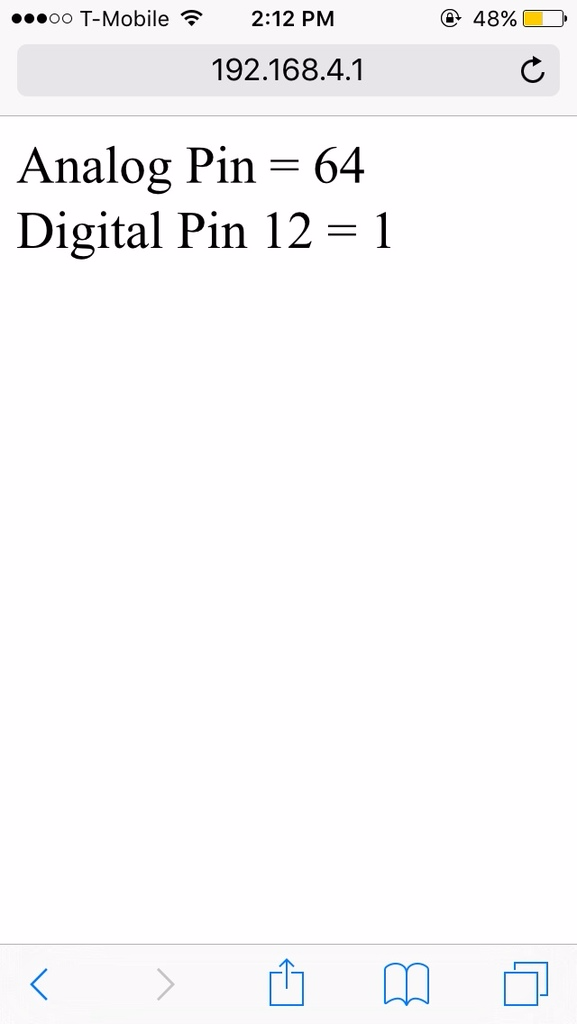 T-Mobile 2:12 PM 48%
192.168.4.1
Analog Pin = 64
Digital Pin 12 = 1